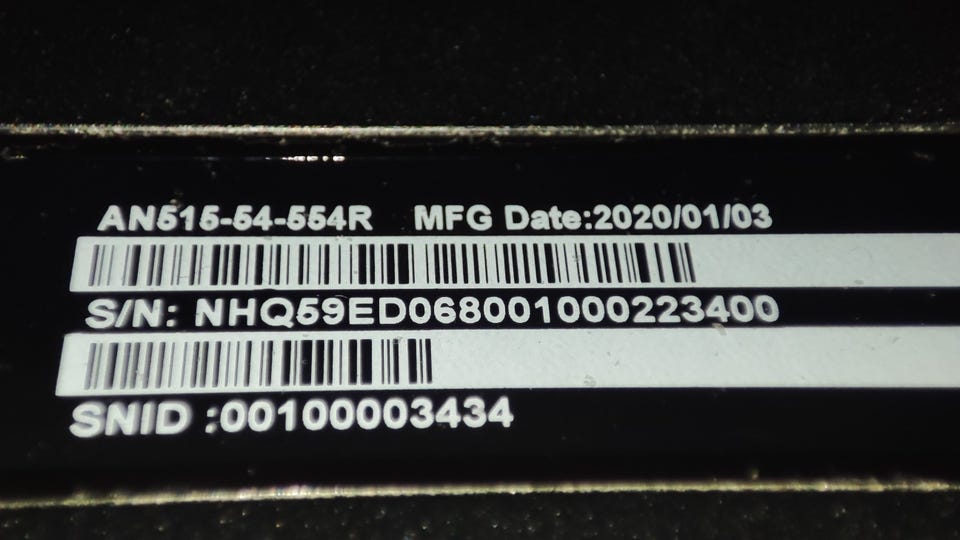 AN515-54-554R MFG Date:2020/01/03
S/N: NHQ59ED068001000223400
SNID :00100003434